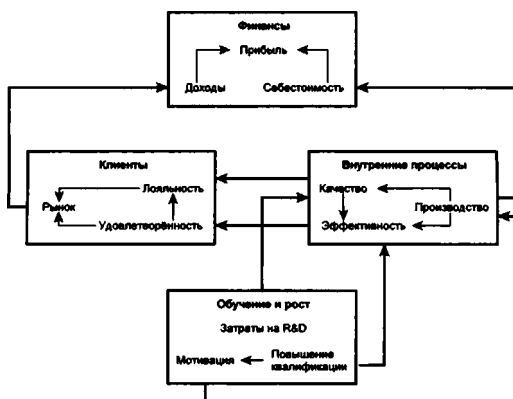 Финансы
Прибыль
Доходы Себестоимость
Клиенты
Лояльность
Рынок
Удовлетворённость
Внутренние процессы
Качество
Производство
Эффективность
Обучение и рост
Затраты на R&D
Мотивация
Повышение
квалификации